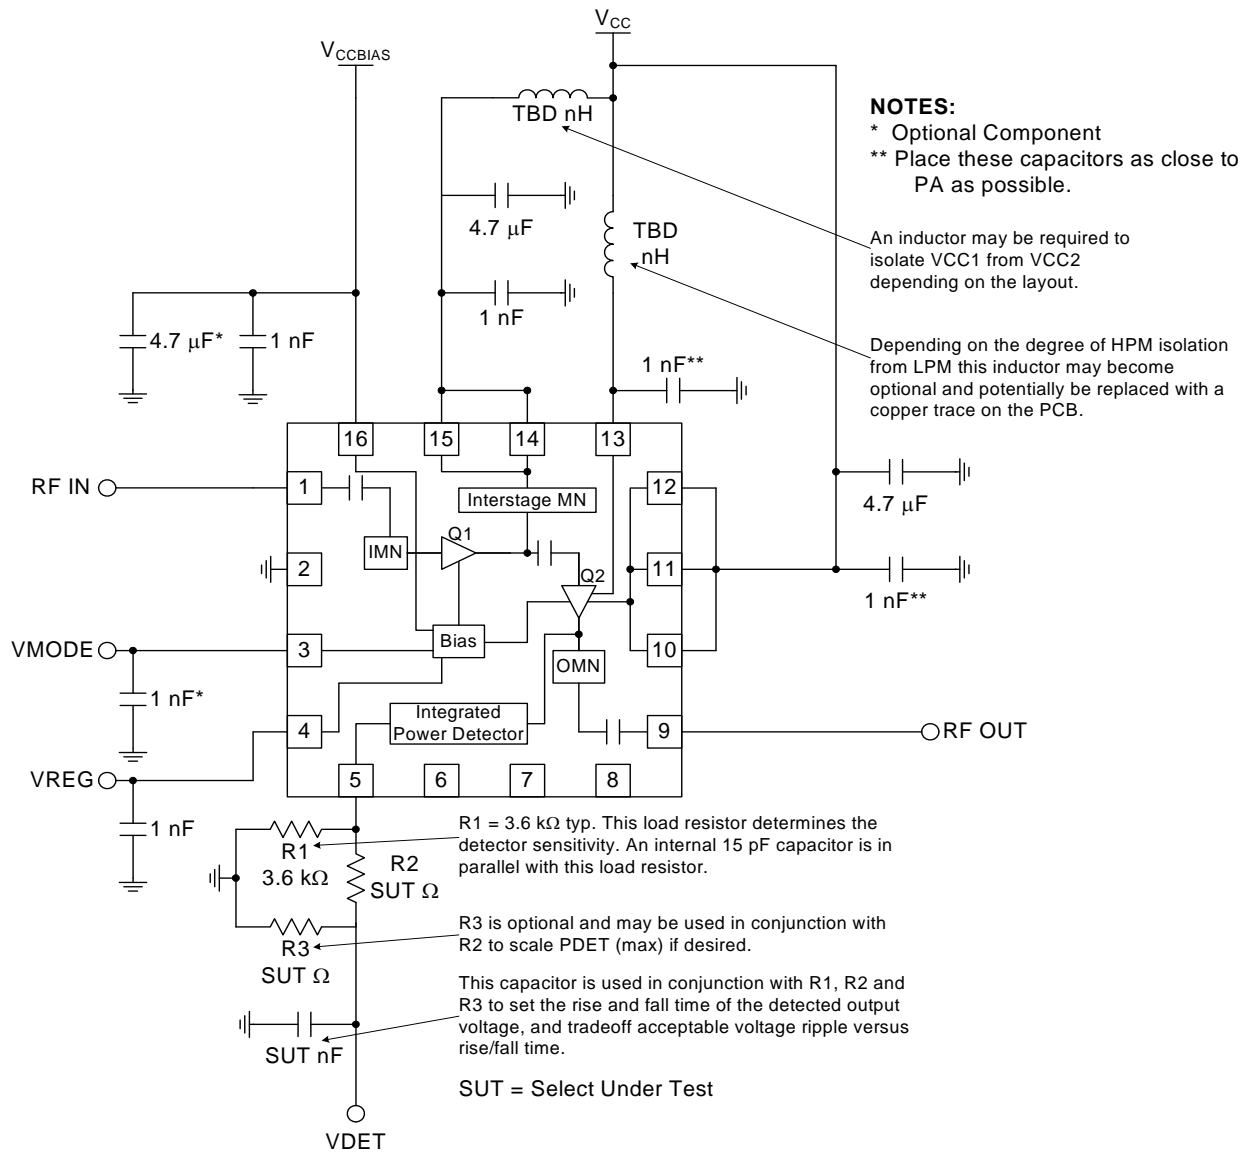 V_CC
V_CCBIAS
TBD nH
NOTES:
* Optional Component
** Place these capacitors as close to
PA as possible.
4.7 μF
TBD
nH
An inductor may be required to
isolate VCC1 from VCC2
depending on the layout.
1 nF
4.7 μF*
1 nF
1 nF**
Depending on the degree of HPM isolation
from LPM this inductor may become
optional and potentially be replaced with a
copper trace on the PCB.
16
15
14
13
RF IN
1
Interstage MN
12
4.7 μF
Q1
IMN
2
Q2
11
1 nF**
VMODE
3
Bias
OMN
10
1 nF*
4
Integrated
Power Detector
9
RF OUT
VREG
5
6
7
8
1 nF
R1
3.6 kΩ
R2
SUT Ω
R1 = 3.6 kΩ typ. This load resistor determines the
detector sensitivity. An internal 15 pF capacitor is in
parallel with this load resistor.
R3
SUT Ω
R3 is optional and may be used in conjunction with
R2 to scale PDET (max) if desired.
This capacitor is used in conjunction with R1, R2 and
R3 to set the rise and fall time of the detected output
voltage, and tradeoff acceptable voltage ripple versus
rise/fall time.
SUT nF
SUT = Select Under Test
VDET